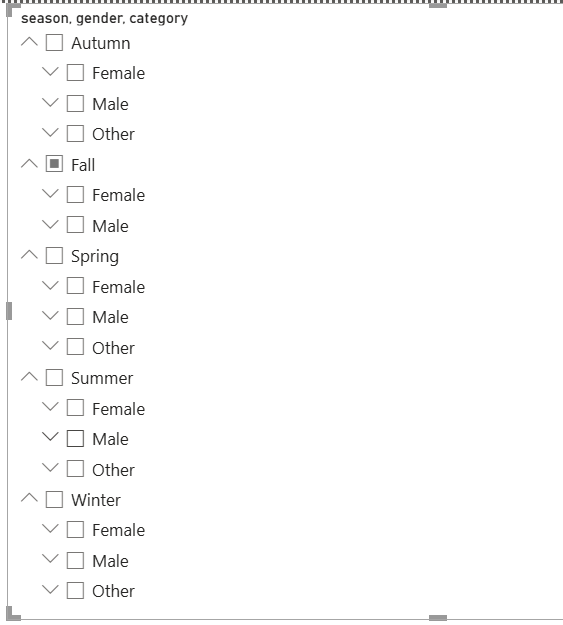 season, gender, category
Autumn
Female
Male
Other
Fall
Female
Male
Spring
Female
Male
Other
Summer
Female
Male
Other
Winter
Female
Male
Other